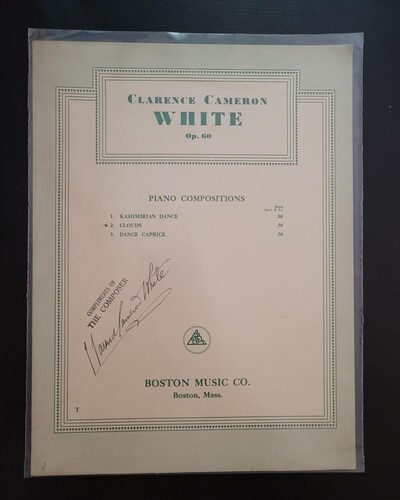 CLARENCE CAMERON
WHITE
Op. 60
PIANO COMPOSITIONS
Price
1. KASHMIRIAN DANCE .50
2. CLOUDS .50
3. DANCE CAPRICE .50
COMPLIMENTS OF
THE COMPOSER
Clarence Cameron White
BOSTON MUSIC CO.
Boston, Mass.
T